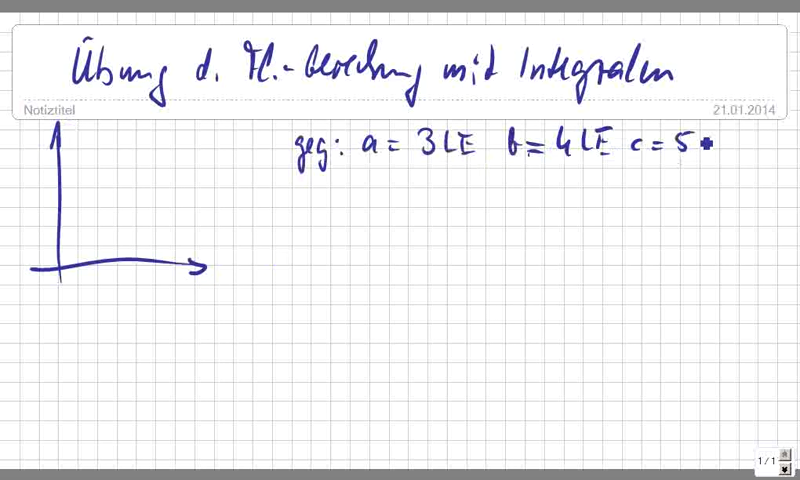 Übung d. Fl.-berechnung mit Integralen
Notiztitel
21.01.2014
geg: a = 3 LE b = 4 LE c = 5
1 / 1